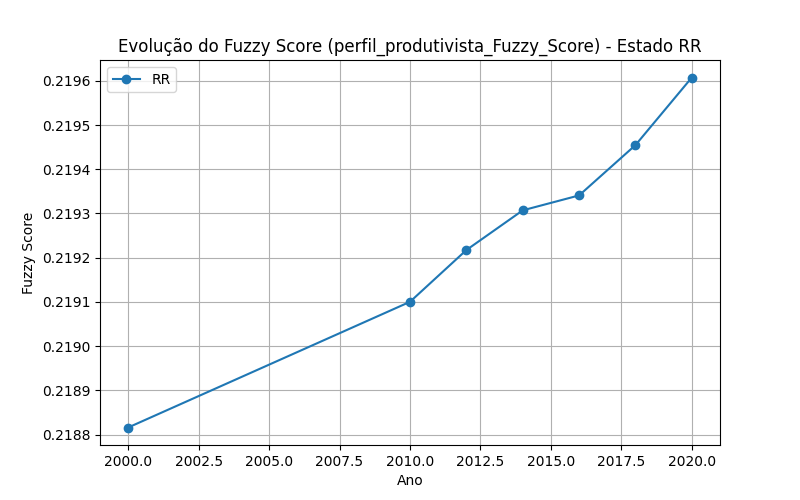 Evolução do Fuzzy Score (perfil_produtivista_Fuzzy_Score) - Estado RR
RR
0.2196
0.2195
0.2194
0.2193
0.2192
0.2191
0.2190
0.2189
0.2188
Fuzzy Score
2000.0 2002.5 2005.0 2007.5 2010.0 2012.5 2015.0 2017.5 2020.0
Ano